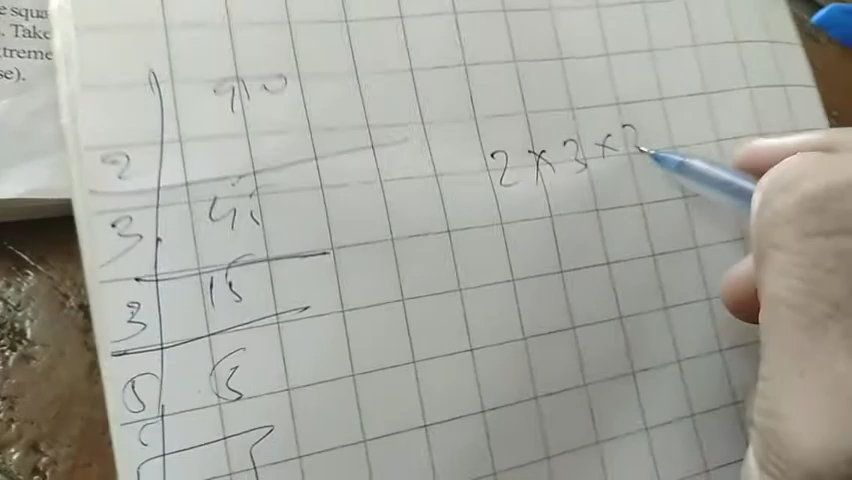 e squa
. Take
treme
se).
90
2 × 3 × 3
2
3 45
3 15
5 5